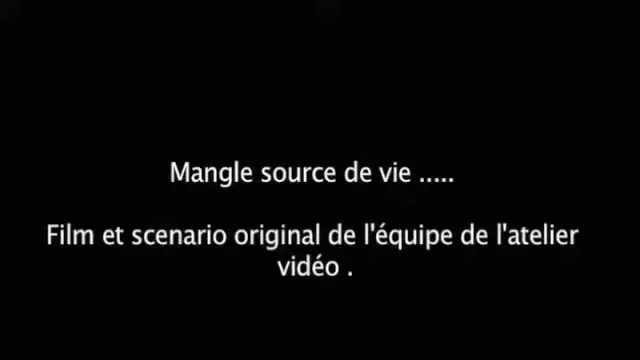 Mangle source de vie .....
Film et scenario original de l'équipe de l'atelier
vidéo .